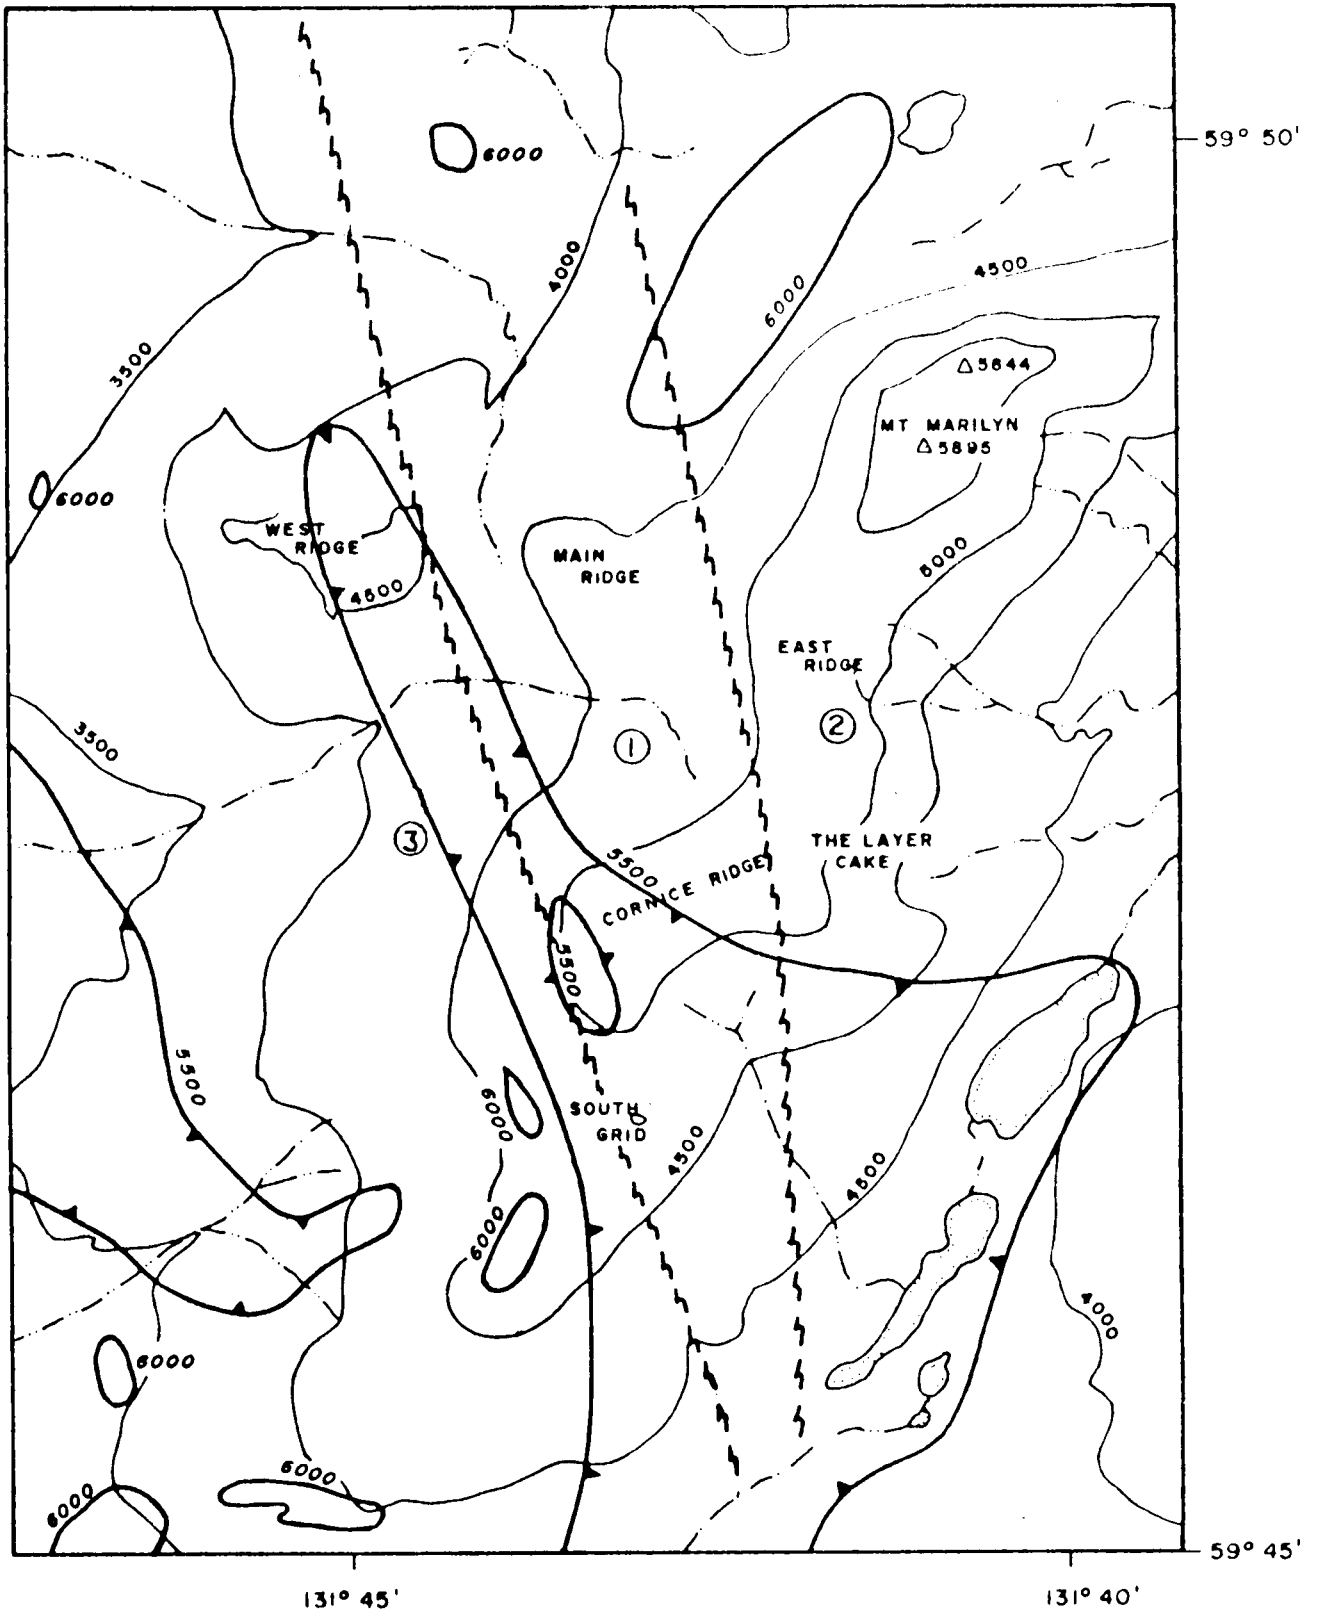 59° 50'
6000
4000
4500
6000
3500
△5644
MT MARILYN
△5895
6000
WEST
RIDGE
MAIN
RIDGE
5000
4500
EAST
RIDGE
3500
1
2
3
THE LAYER
CAKE
5500
CORNICE RIDGE
5500
5500
6000
SOUTH
GRID
4500
4500
6000
4000
6000
6000
6000
59° 45'
131° 45'
131° 40'